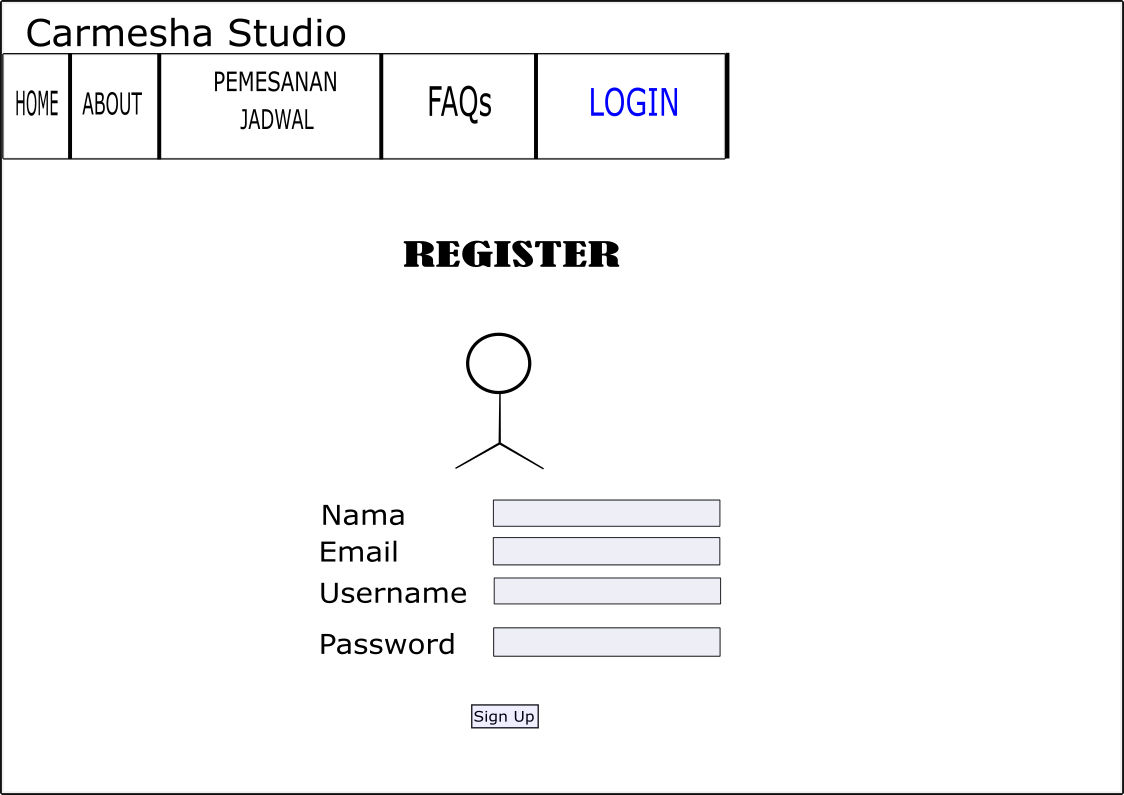 Carmesha Studio
HOME
ABOUT
PEMESANAN
JADWAL
FAQs
LOGIN
REGISTER
Nama
Email
Username
Password
Sign Up